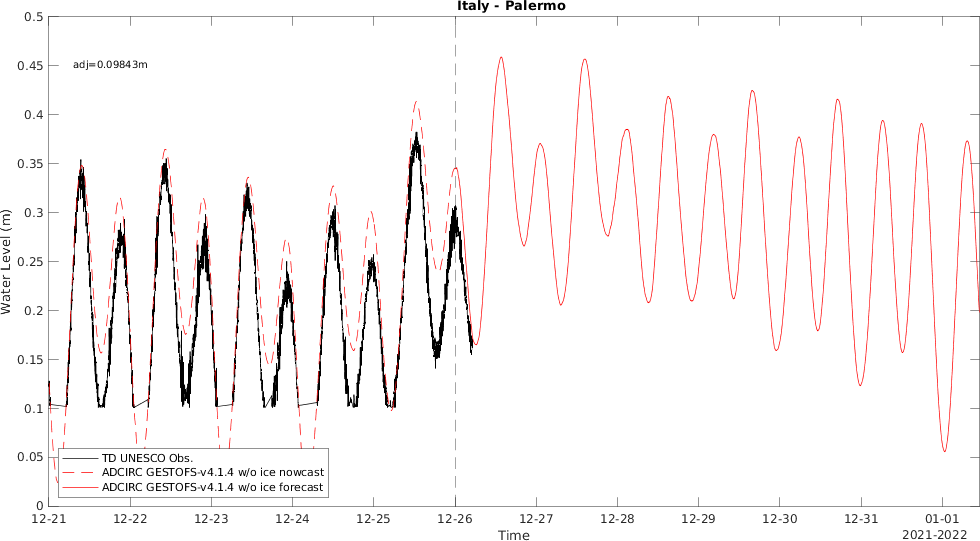 Italy - Palermo
0.5
0.45
0.4
0.35
0.3
0.25
0.2
0.15
0.1
0.05
0
Water Level (m)
adj=0.09843m
TD UNESCO Obs.
ADCIRC GESTOFS-v4.1.4 w/o ice nowcast
ADCIRC GESTOFS-v4.1.4 w/o ice forecast
12-21 12-22 12-23 12-24 12-25 12-26 12-27 12-28 12-29 12-30 12-31 01-01
Time
2021-2022